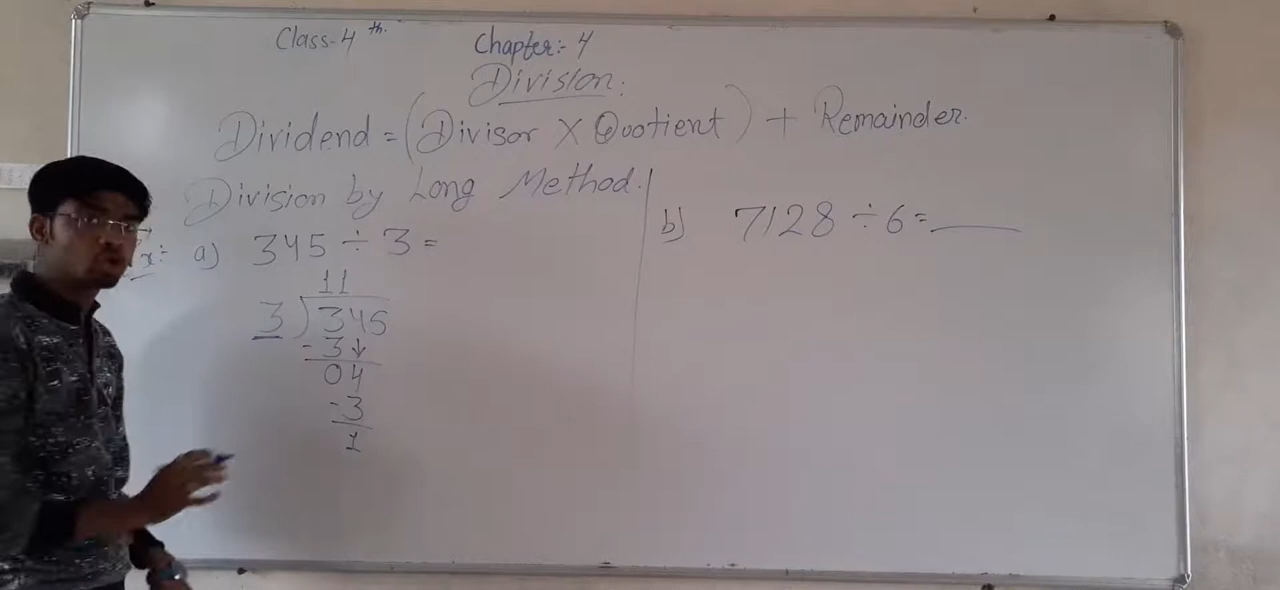 Class-4th.
Chapter:- 4
Division.
Dividend = (Divisor X Quotient) + Remainder.
Division by Long Method.
Ex:- a) 345 ÷ 3 =
11
3 ) 345
- 3 ↓
04
- 3
1
b) 7128 ÷ 6 = ____